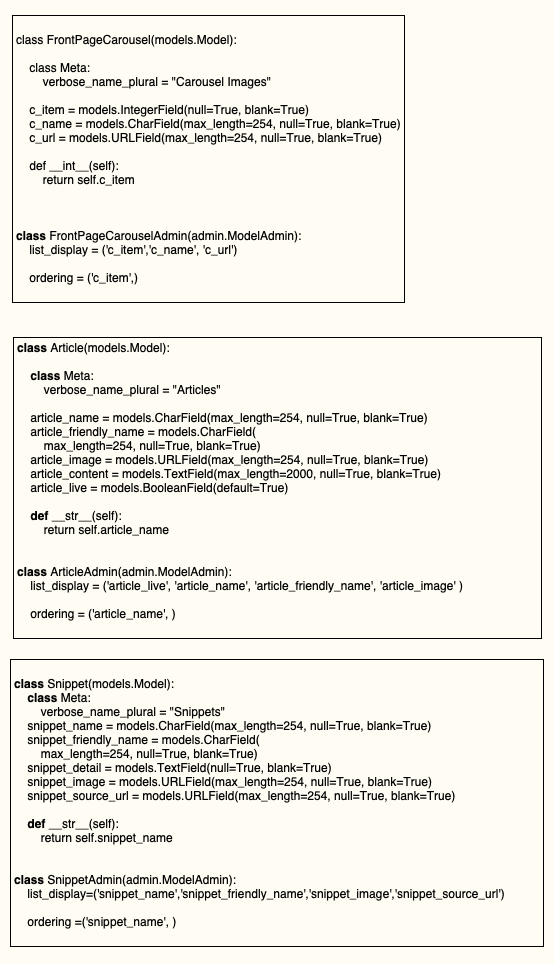 class FrontPageCarousel(models.Model):
class Meta:
verbose_name_plural = "Carousel Images"
c_item = models.IntegerField(null=True, blank=True)
c_name = models.CharField(max_length=254, null=True, blank=True)
c_url = models.URLField(max_length=254, null=True, blank=True)
def __int__(self):
return self.c_item
class FrontPageCarouselAdmin(admin.ModelAdmin):
list_display = ('c_item','c_name', 'c_url')
ordering = ('c_item',)
class Article(models.Model):
class Meta:
verbose_name_plural = "Articles"
article_name = models.CharField(max_length=254, null=True, blank=True)
article_friendly_name = models.CharField(
max_length=254, null=True, blank=True)
article_image = models.URLField(max_length=254, null=True, blank=True)
article_content = models.TextField(max_length=2000, null=True, blank=True)
article_live = models.BooleanField(default=True)
def __str__(self):
return self.article_name
class ArticleAdmin(admin.ModelAdmin):
list_display = ('article_live', 'article_name', 'article_friendly_name', 'article_image' )
ordering = ('article_name', )
class Snippet(models.Model):
class Meta:
verbose_name_plural = "Snippets"
snippet_name = models.CharField(max_length=254, null=True, blank=True)
snippet_friendly_name = models.CharField(
max_length=254, null=True, blank=True)
snippet_detail = models.TextField(null=True, blank=True)
snippet_image = models.URLField(max_length=254, null=True, blank=True)
snippet_source_url = models.URLField(max_length=254, null=True, blank=True)
def __str__(self):
return self.snippet_name
class SnippetAdmin(admin.ModelAdmin):
list_display=('snippet_name','snippet_friendly_name','snippet_image','snippet_source_url')
ordering =('snippet_name', )